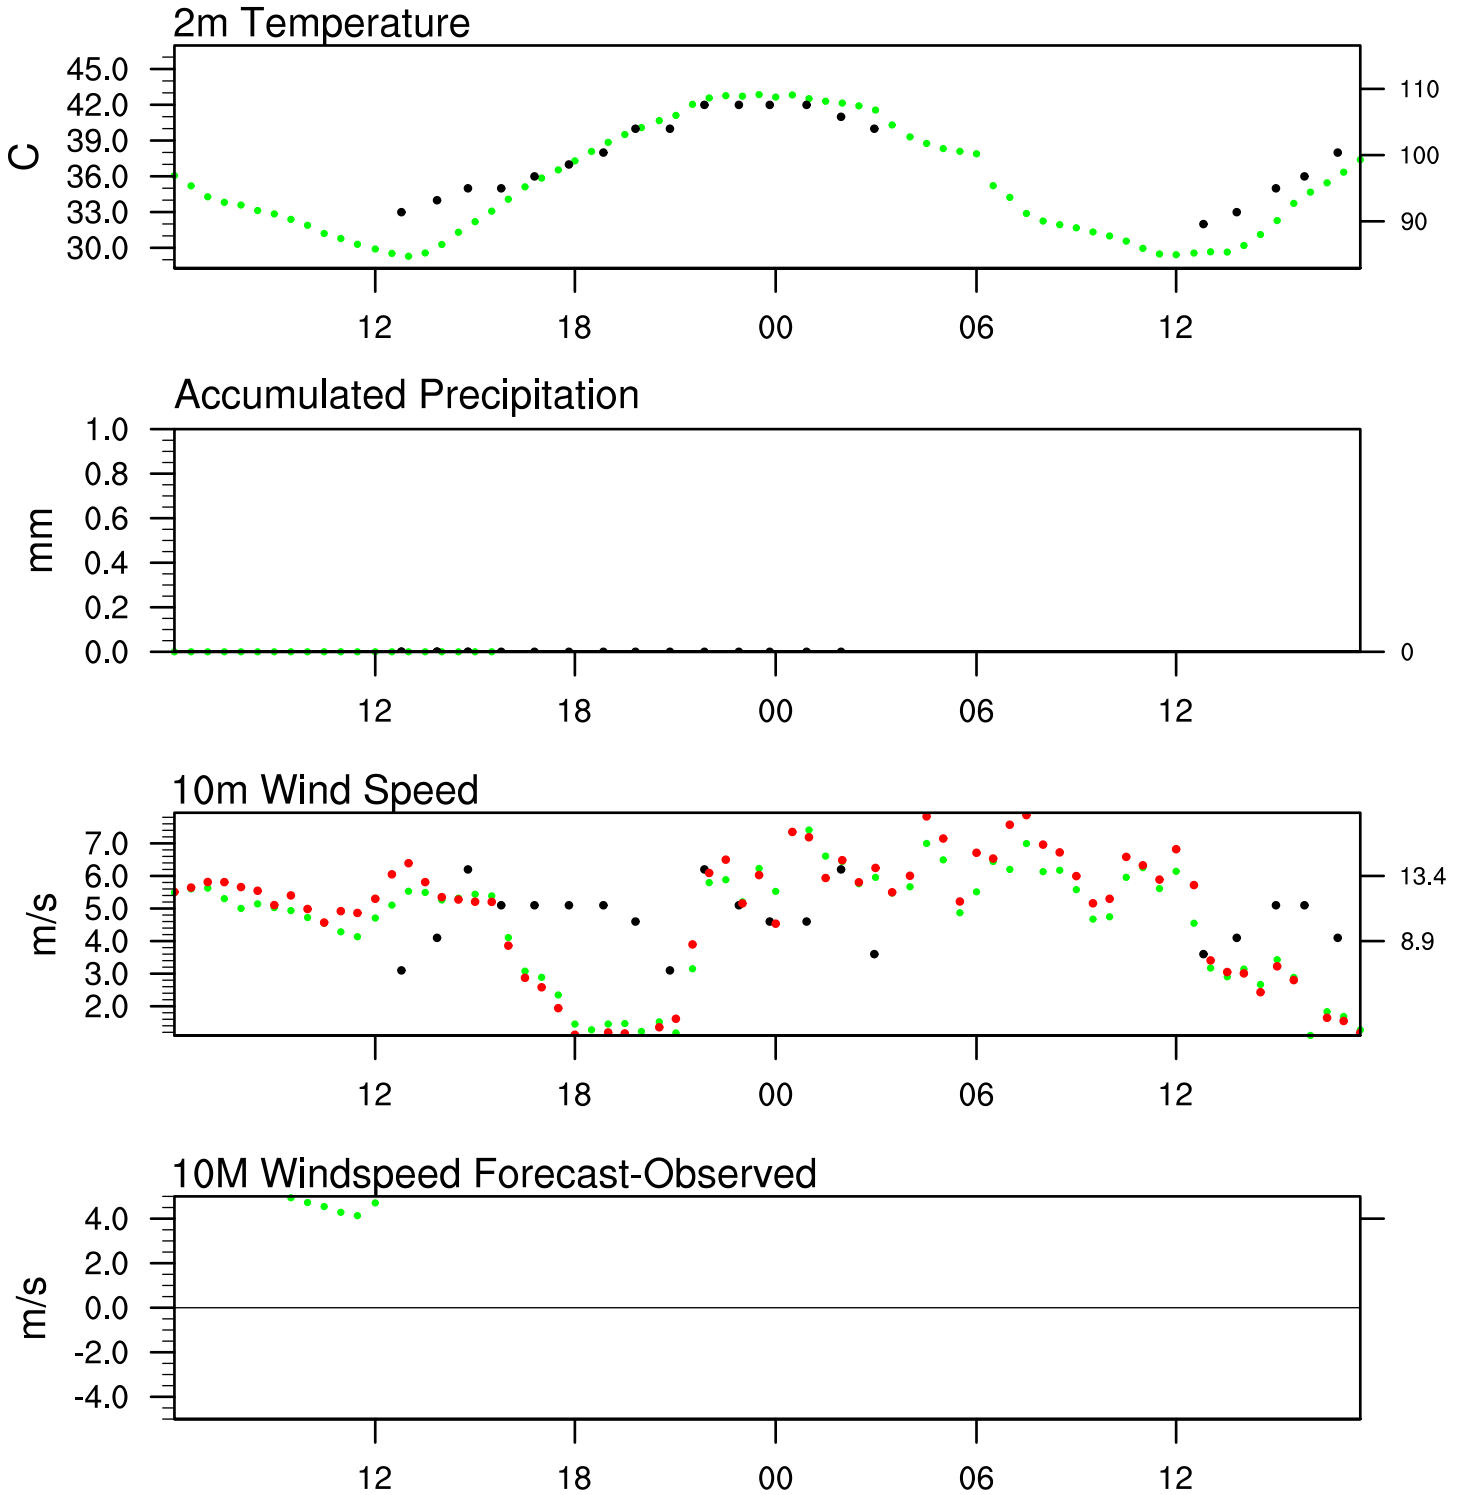 2m Temperature
45.0
42.0
39.0
36.0
33.0
30.0
C
110
100
90
12 18 00 06 12
Accumulated Precipitation
1.0
0.8
0.6
0.4
0.2
0.0
mm
0
12 18 00 06 12
10m Wind Speed
7.0
6.0
5.0
4.0
3.0
2.0
m/s
13.4
8.9
12 18 00 06 12
10M Windspeed Forecast-Observed
4.0
2.0
0.0
-2.0
-4.0
m/s
12 18 00 06 12